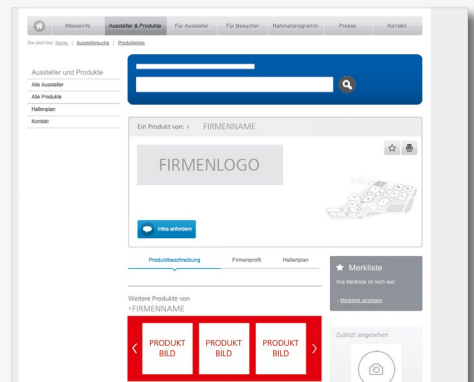 Messeinfo Aussteller & Produkte Für Aussteller Für Besucher Rahmenprogramm Presse Kontakt
Sie sind hier: Home | Ausstellersuche | Produkteliste
Aussteller und Produkte
Alle Aussteller
Alle Produkte
Hallenplan
Kontakt
Ein Produkt von: › FIRMENNAME
FIRMENLOGO
Infos anfordern
Produktbeschreibung Firmenprofil Hallenplan
Merkliste
Ihre Merkliste ist noch leer.
› Merkliste anzeigen
Weitere Produkte von
›FIRMENNAME
PRODUKT BILD
PRODUKT BILD
PRODUKT BILD
Zuletzt angesehen